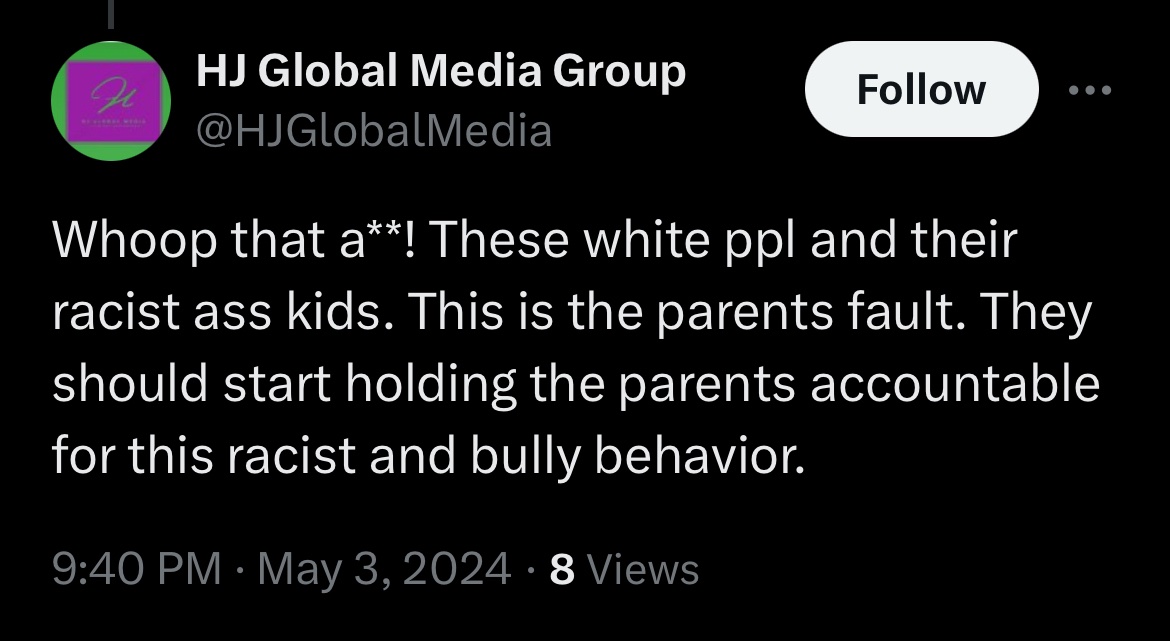 HJ Global Media Group
@HJGlobalMedia
Follow
Whoop that a**! These white ppl and their
racist ass kids. This is the parents fault. They
should start holding the parents accountable
for this racist and bully behavior.
9:40 PM · May 3, 2024 · 8 Views